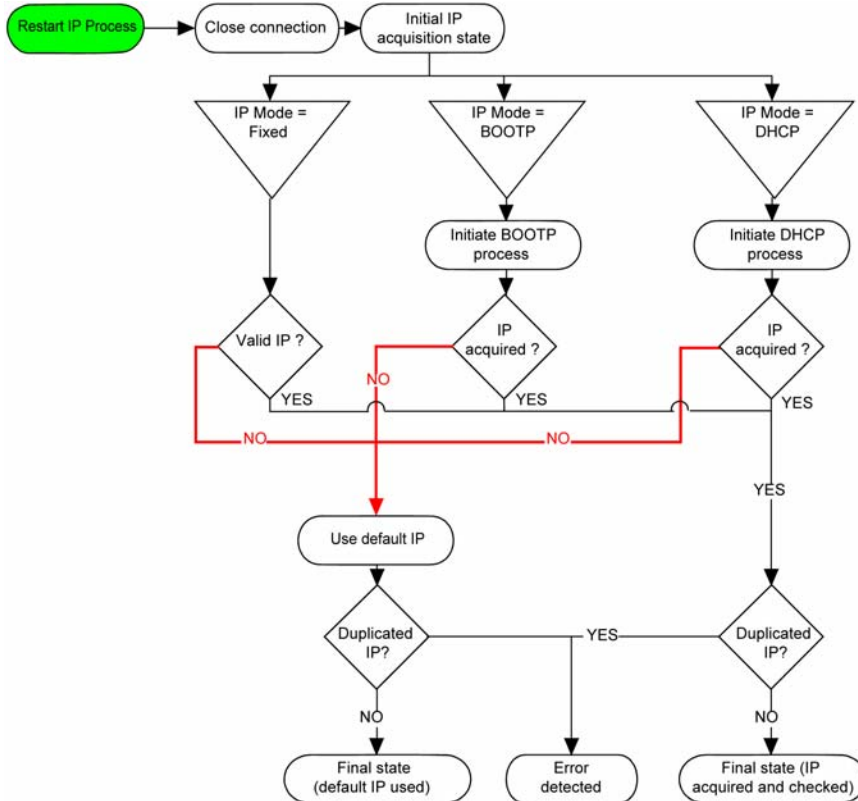 Restart IP Process
Close connection
Initial IP
acquisition state
IP Mode =
Fixed
IP Mode =
BOOTP
IP Mode =
DHCP
Initiate BOOTP
process
Initiate DHCP
process
Valid IP ?
IP
acquired ?
IP
acquired ?
NO
YES
YES
YES
NO
NO
YES
Use default IP
Duplicated
IP?
YES
Duplicated
IP?
NO
NO
Final state
(default IP used)
Error
detected
Final state (IP
acquired and checked)